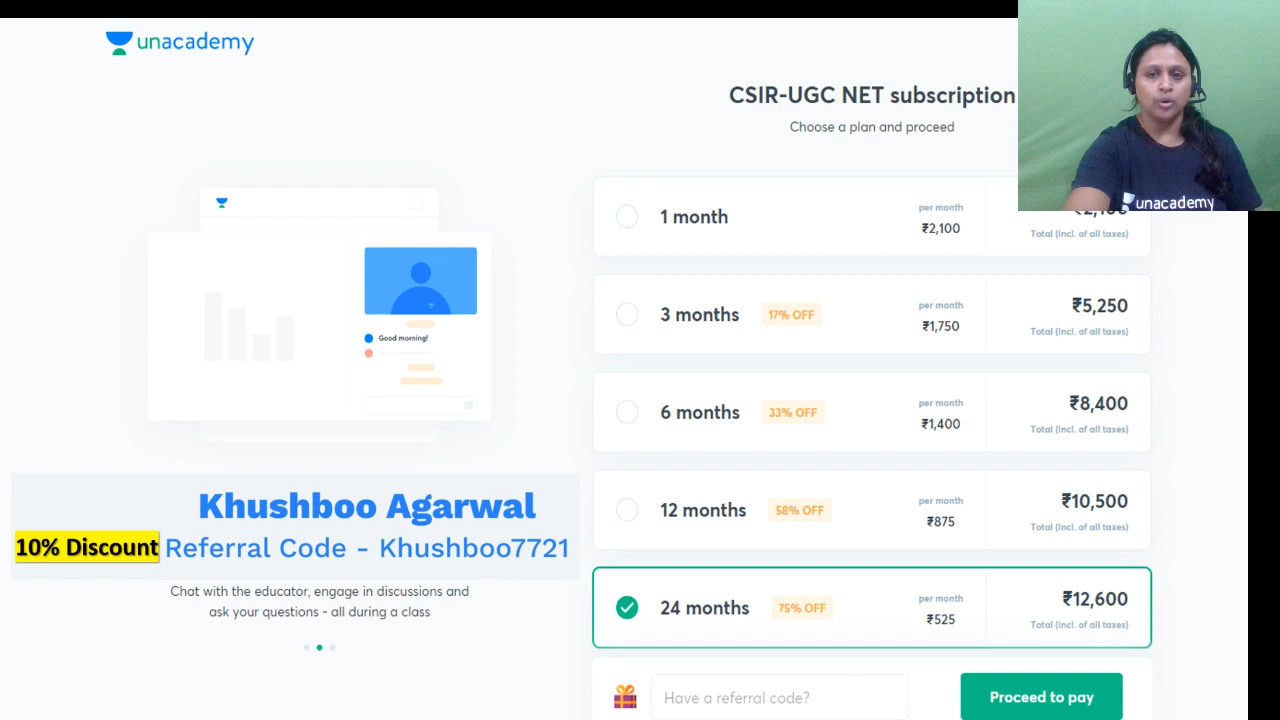 unacademy
CSIR-UGC NET subscription
Choose a plan and proceed
unacademy
1 month
per month
₹2,100
₹2,100
Total (Incl. of all taxes)
3 months
17% OFF
per month
₹1,750
₹5,250
Total (Incl. of all taxes)
6 months
33% OFF
per month
₹1,400
₹8,400
Total (Incl. of all taxes)
12 months
58% OFF
per month
₹875
₹10,500
Total (Incl. of all taxes)
24 months
75% OFF
per month
₹525
₹12,600
Total (Incl. of all taxes)
Good morning!
Khushboo Agarwal
10% Discount Referral Code - Khushboo7721
Chat with the educator, engage in discussions and
ask your questions - all during a class
Have a referral code?
Proceed to pay